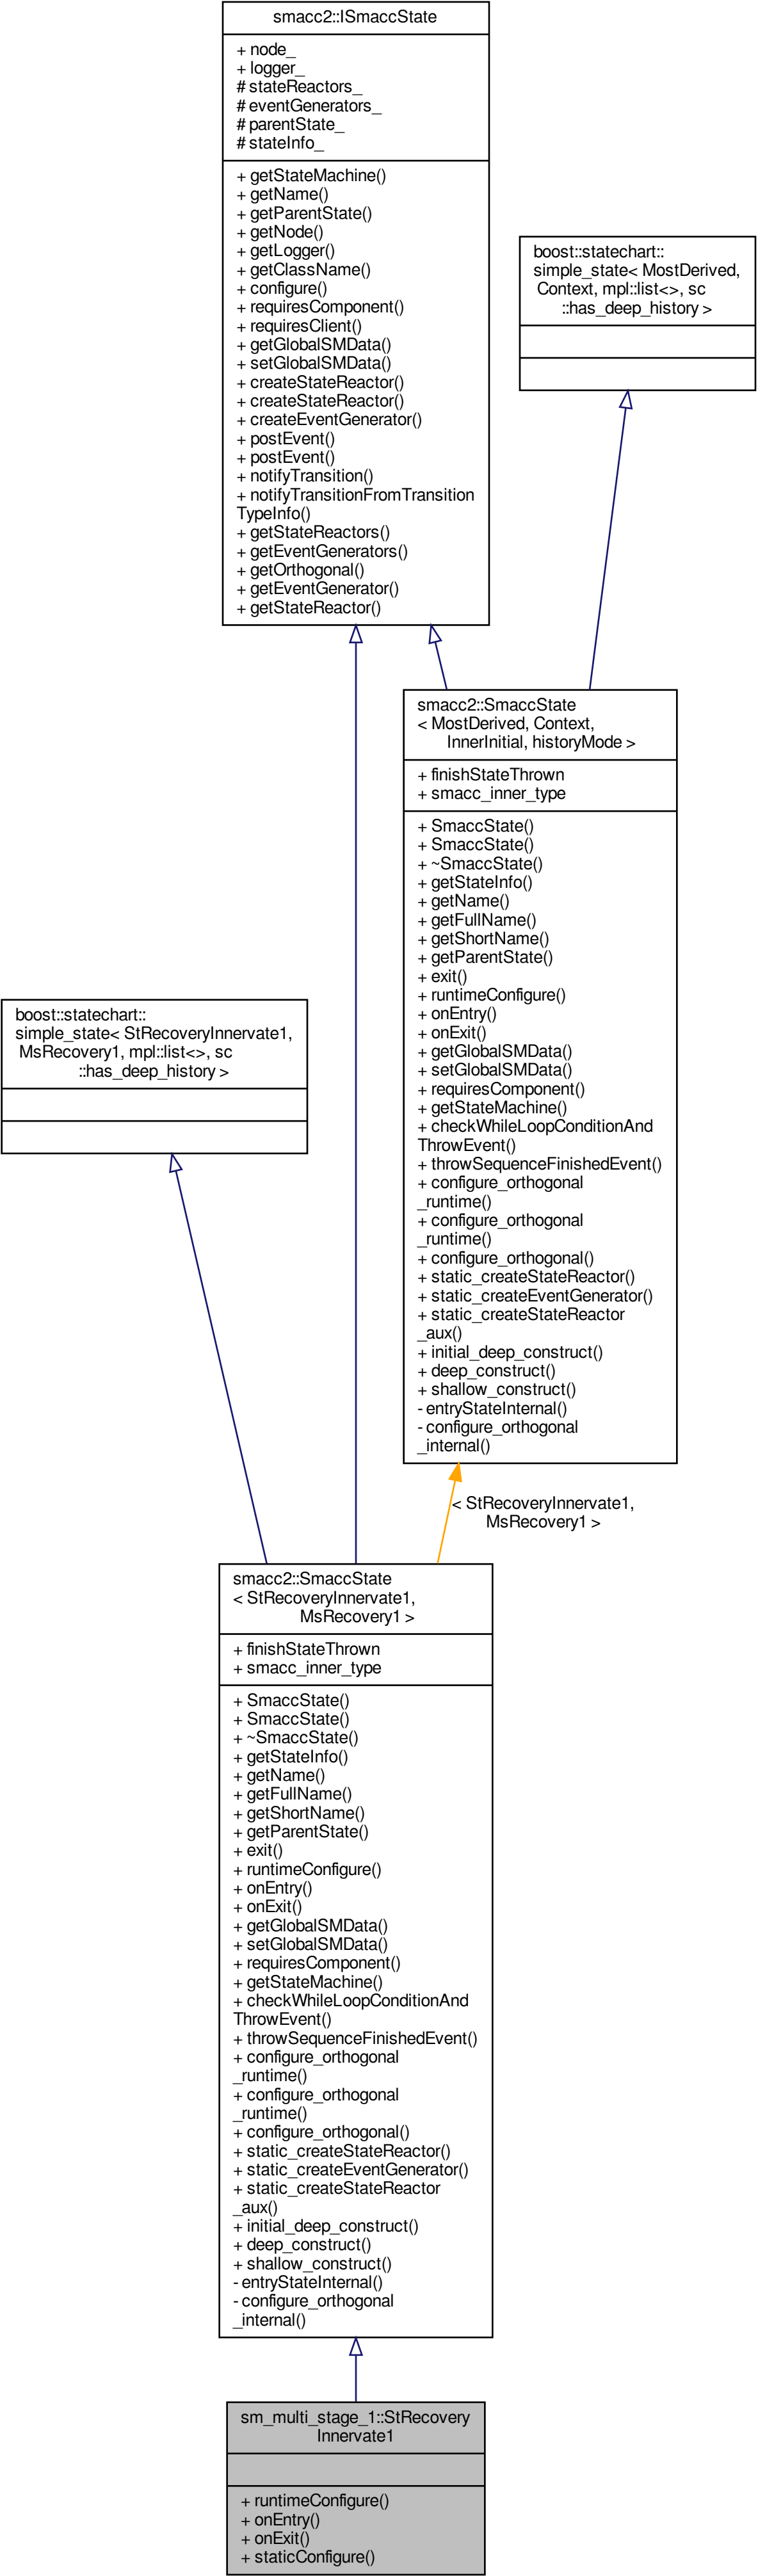 smacc2::ISmaccState
+ node_
+ logger_
# stateReactors_
# eventGenerators_
# parentState_
# stateInfo_
+ getStateMachine()
+ getName()
+ getParentState()
+ getNode()
+ getLogger()
+ getClassName()
+ configure()
+ requiresComponent()
+ requiresClient()
+ getGlobalSMData()
+ setGlobalSMData()
+ createStateReactor()
+ createStateReactor()
+ createEventGenerator()
+ postEvent()
+ postEvent()
+ notifyTransition()
+ notifyTransitionFromTransition
TypeInfo()
+ getStateReactors()
+ getEventGenerators()
+ getOrthogonal()
+ getEventGenerator()
+ getStateReactor()
boost::statechart::
simple_state< MostDerived,
Context, mpl::list<>, sc
::has_deep_history >
smacc2::SmaccState
< MostDerived, Context,
InnerInitial, historyMode >
+ finishStateThrown
+ smacc_inner_type
+ SmaccState()
+ SmaccState()
+ ~SmaccState()
+ getStateInfo()
+ getName()
+ getFullName()
+ getShortName()
+ getParentState()
+ exit()
+ runtimeConfigure()
+ onEntry()
+ onExit()
+ getGlobalSMData()
+ setGlobalSMData()
+ requiresComponent()
+ getStateMachine()
+ checkWhileLoopConditionAnd
ThrowEvent()
+ throwSequenceFinishedEvent()
+ configure_orthogonal
_runtime()
+ configure_orthogonal
_runtime()
+ configure_orthogonal()
+ static_createStateReactor()
+ static_createEventGenerator()
+ static_createStateReactor
_aux()
+ initial_deep_construct()
+ deep_construct()
+ shallow_construct()
- entryStateInternal()
- configure_orthogonal
_internal()
boost::statechart::
simple_state< StRecoveryInnervate1,
MsRecovery1, mpl::list<>, sc
::has_deep_history >
< StRecoveryInnervate1,
MsRecovery1 >
smacc2::SmaccState
< StRecoveryInnervate1,
MsRecovery1 >
+ finishStateThrown
+ smacc_inner_type
+ SmaccState()
+ SmaccState()
+ ~SmaccState()
+ getStateInfo()
+ getName()
+ getFullName()
+ getShortName()
+ getParentState()
+ exit()
+ runtimeConfigure()
+ onEntry()
+ onExit()
+ getGlobalSMData()
+ setGlobalSMData()
+ requiresComponent()
+ getStateMachine()
+ checkWhileLoopConditionAnd
ThrowEvent()
+ throwSequenceFinishedEvent()
+ configure_orthogonal
_runtime()
+ configure_orthogonal
_runtime()
+ configure_orthogonal()
+ static_createStateReactor()
+ static_createEventGenerator()
+ static_createStateReactor
_aux()
+ initial_deep_construct()
+ deep_construct()
+ shallow_construct()
- entryStateInternal()
- configure_orthogonal
_internal()
sm_multi_stage_1::StRecovery
Innervate1
+ runtimeConfigure()
+ onEntry()
+ onExit()
+ staticConfigure()